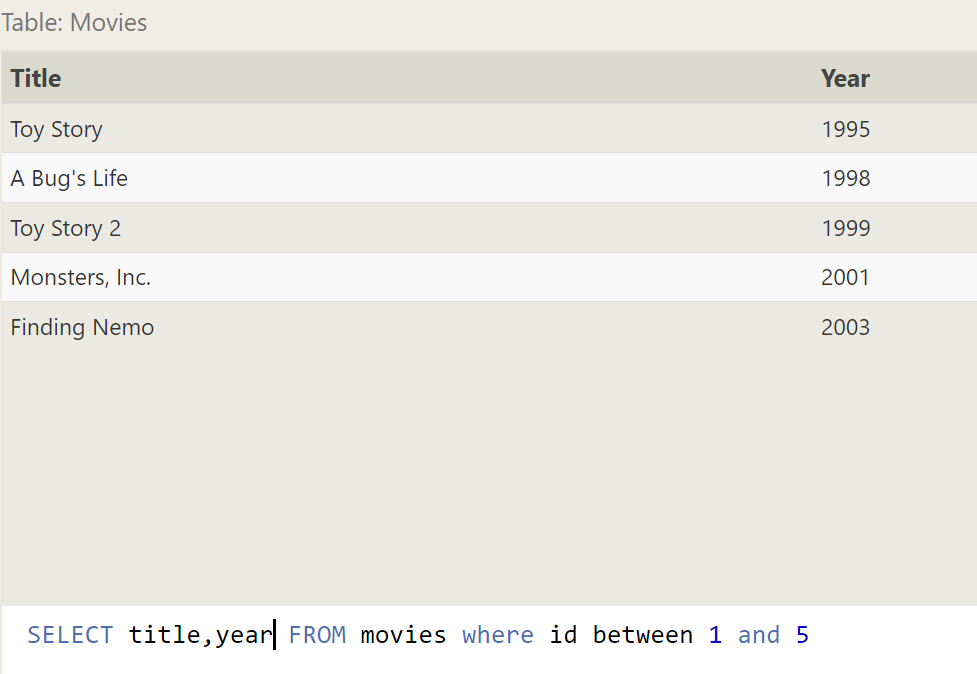 Table: Movies
Title Year
Toy Story 1995
A Bug's Life 1998
Toy Story 2 1999
Monsters, Inc. 2001
Finding Nemo 2003
SELECT title,year FROM movies where id between 1 and 5